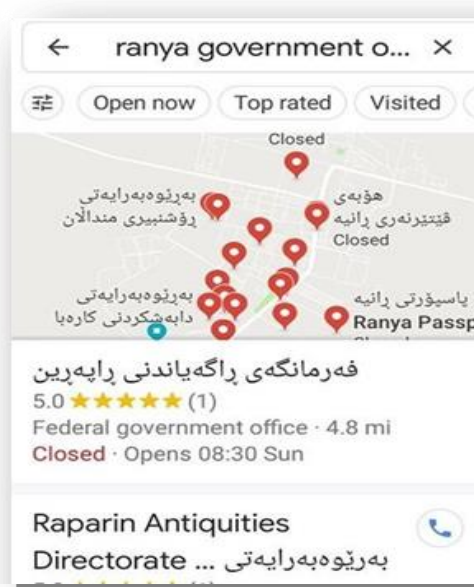 ranya government o...
Open now
Top rated
Visited
Closed
بەڕێوەبەرایەتی
ڕۆشنبیری منداڵان
هۆبەی
ڤێتێرنەری ڕانیە
Closed
بەڕێوەبەرایەتی
دابەشکردنی کارەبا
پاسپۆرتی ڕانیە
Ranya Passp
فەرمانگەی ڕاگەیاندنی ڕاپەڕین
5.0 ★★★★★ (1)
Federal government office · 4.8 mi
Closed · Opens 08:30 Sun
Raparin Antiquities
Directorate ... بەڕێوەبەرایەتی